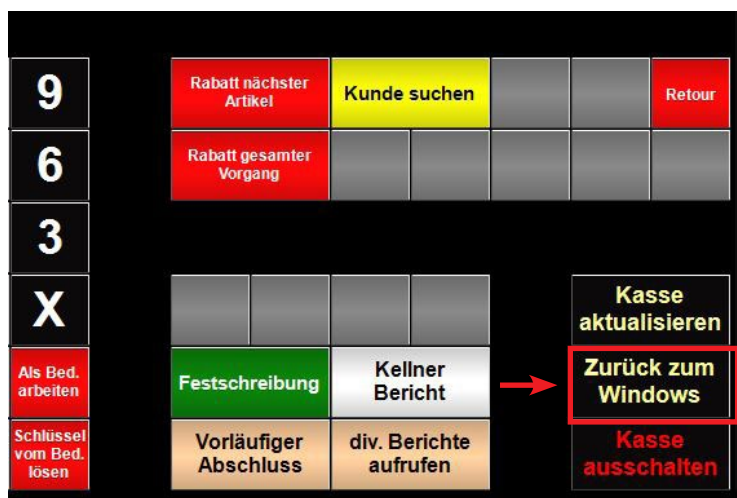 9
Rabatt nächster
Artikel
Kunde suchen
Retour
6
Rabatt gesamter
Vorgang
3
X
Kasse
aktualisieren
Als Bed.
arbeiten
Festschreibung
Kellner
Bericht
Zurück zum
Windows
Schlüssel
vom Bed.
lösen
Vorläufiger
Abschluss
div. Berichte
aufrufen
Kasse
ausschalten